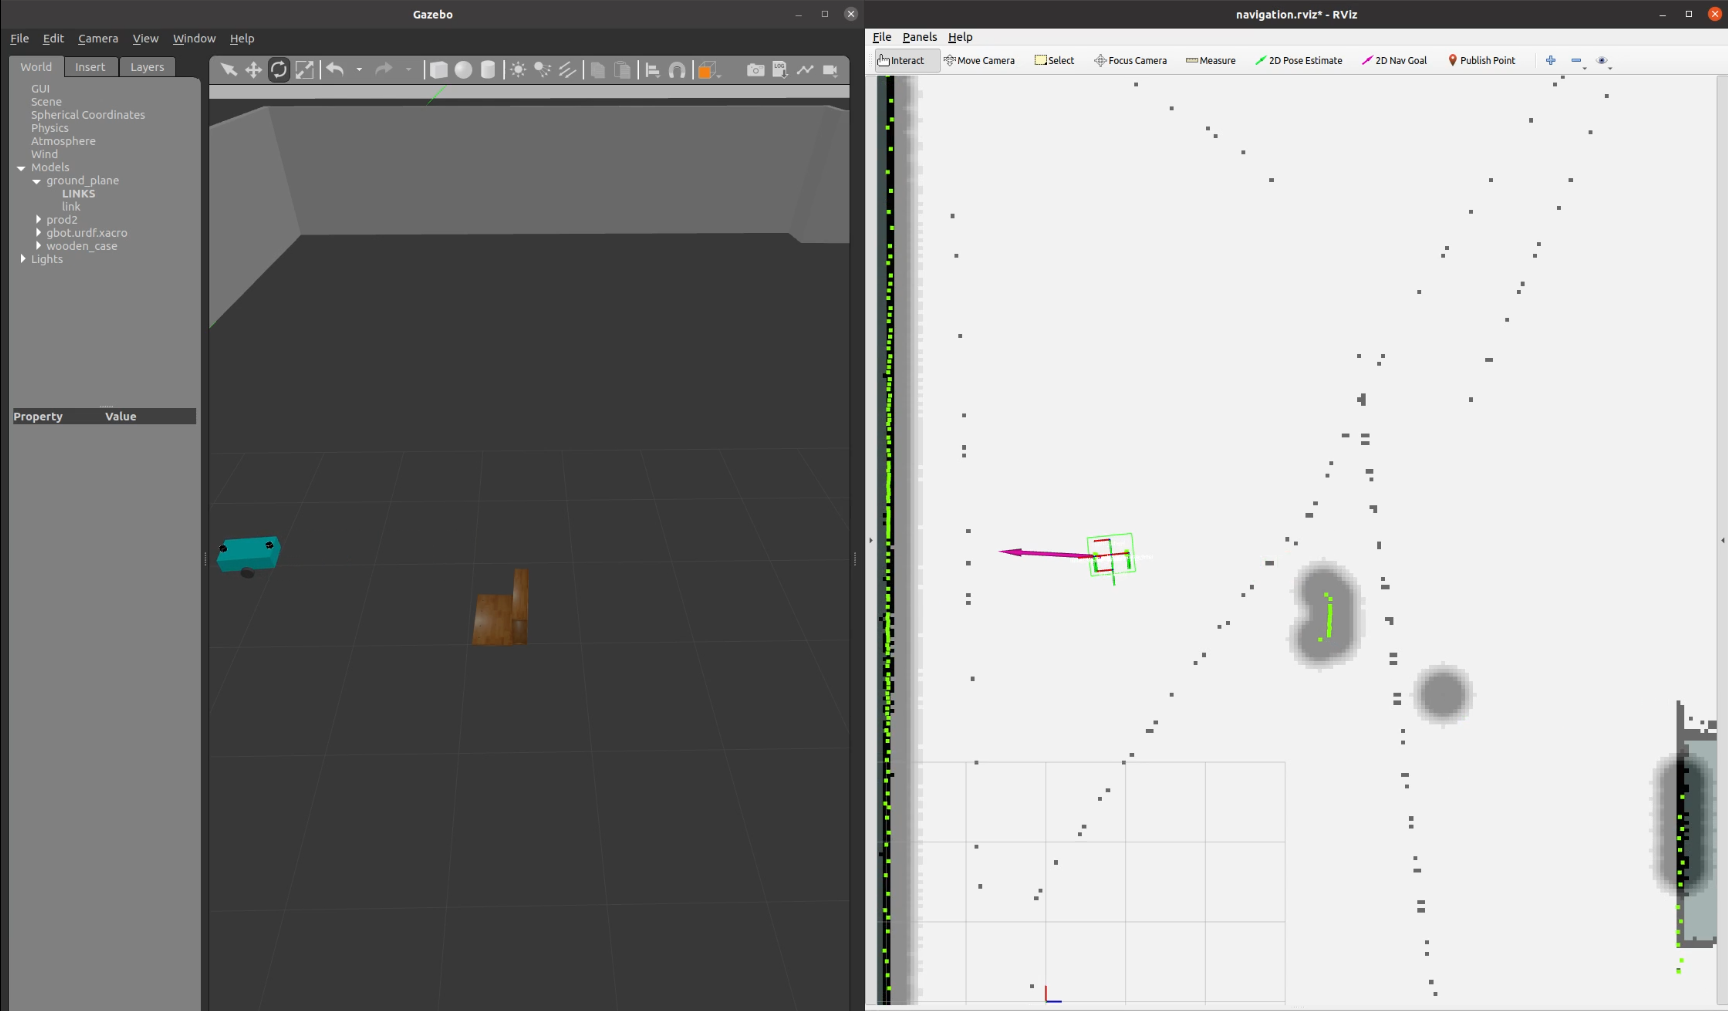 Gazebo
File Edit Camera View Window Help
World Insert Layers
GUI
Scene
Spherical Coordinates
Physics
Atmosphere
Wind
Models
ground_plane
LINKS
link
prod2
gbot.urdf.xacro
wooden_case
Lights
Property Value
LOG
navigation.rviz* - RViz
File Panels Help
Interact Move Camera Select Focus Camera Measure 2D Pose Estimate 2D Nav Goal Publish Point